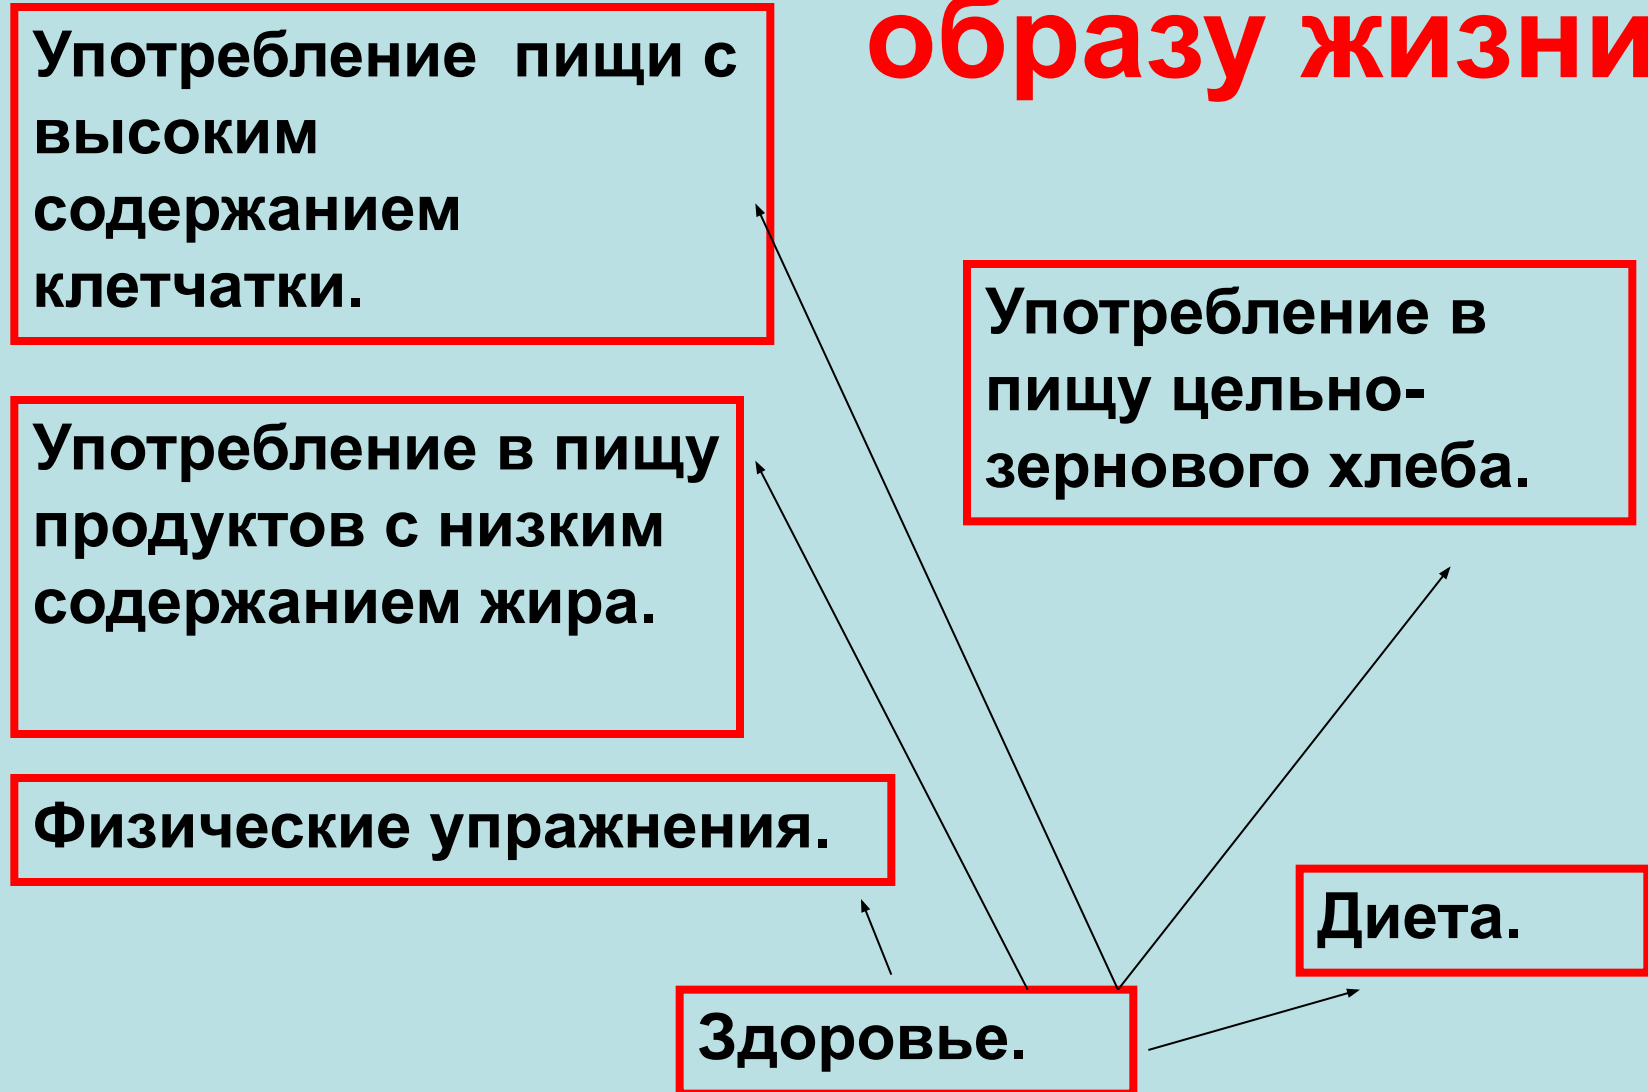 образу жизни
Употребление пищи с
высоким
содержанием
клетчатки.
Употребление в
пищу цельно-
зернового хлеба.
Употребление в пищу
продуктов с низким
содержанием жира.
Физические упражнения.
Диета.
Здоровье.